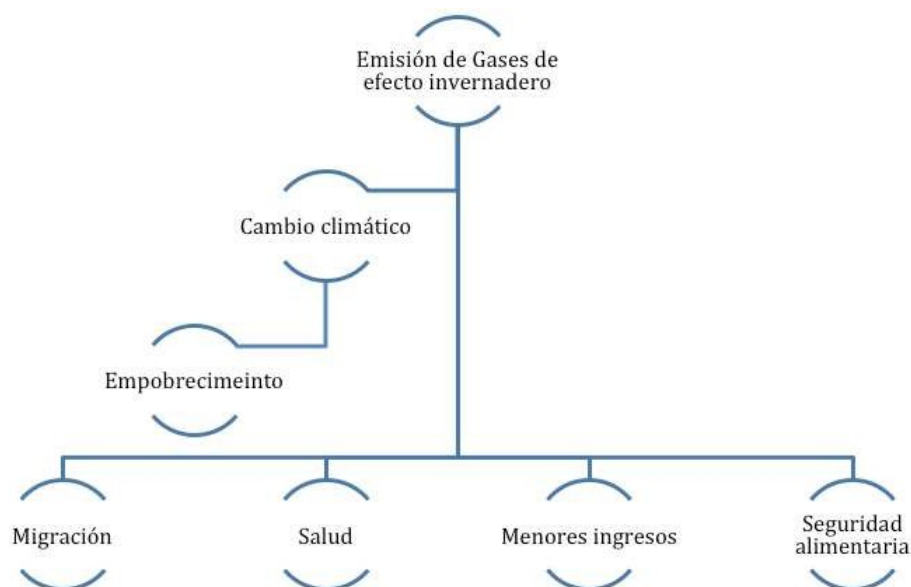 Emisión de Gases de
efecto invernadero
Cambio climático
Empobrecimeinto
Migración
Salud
Menores ingresos
Seguridad
alimentaria